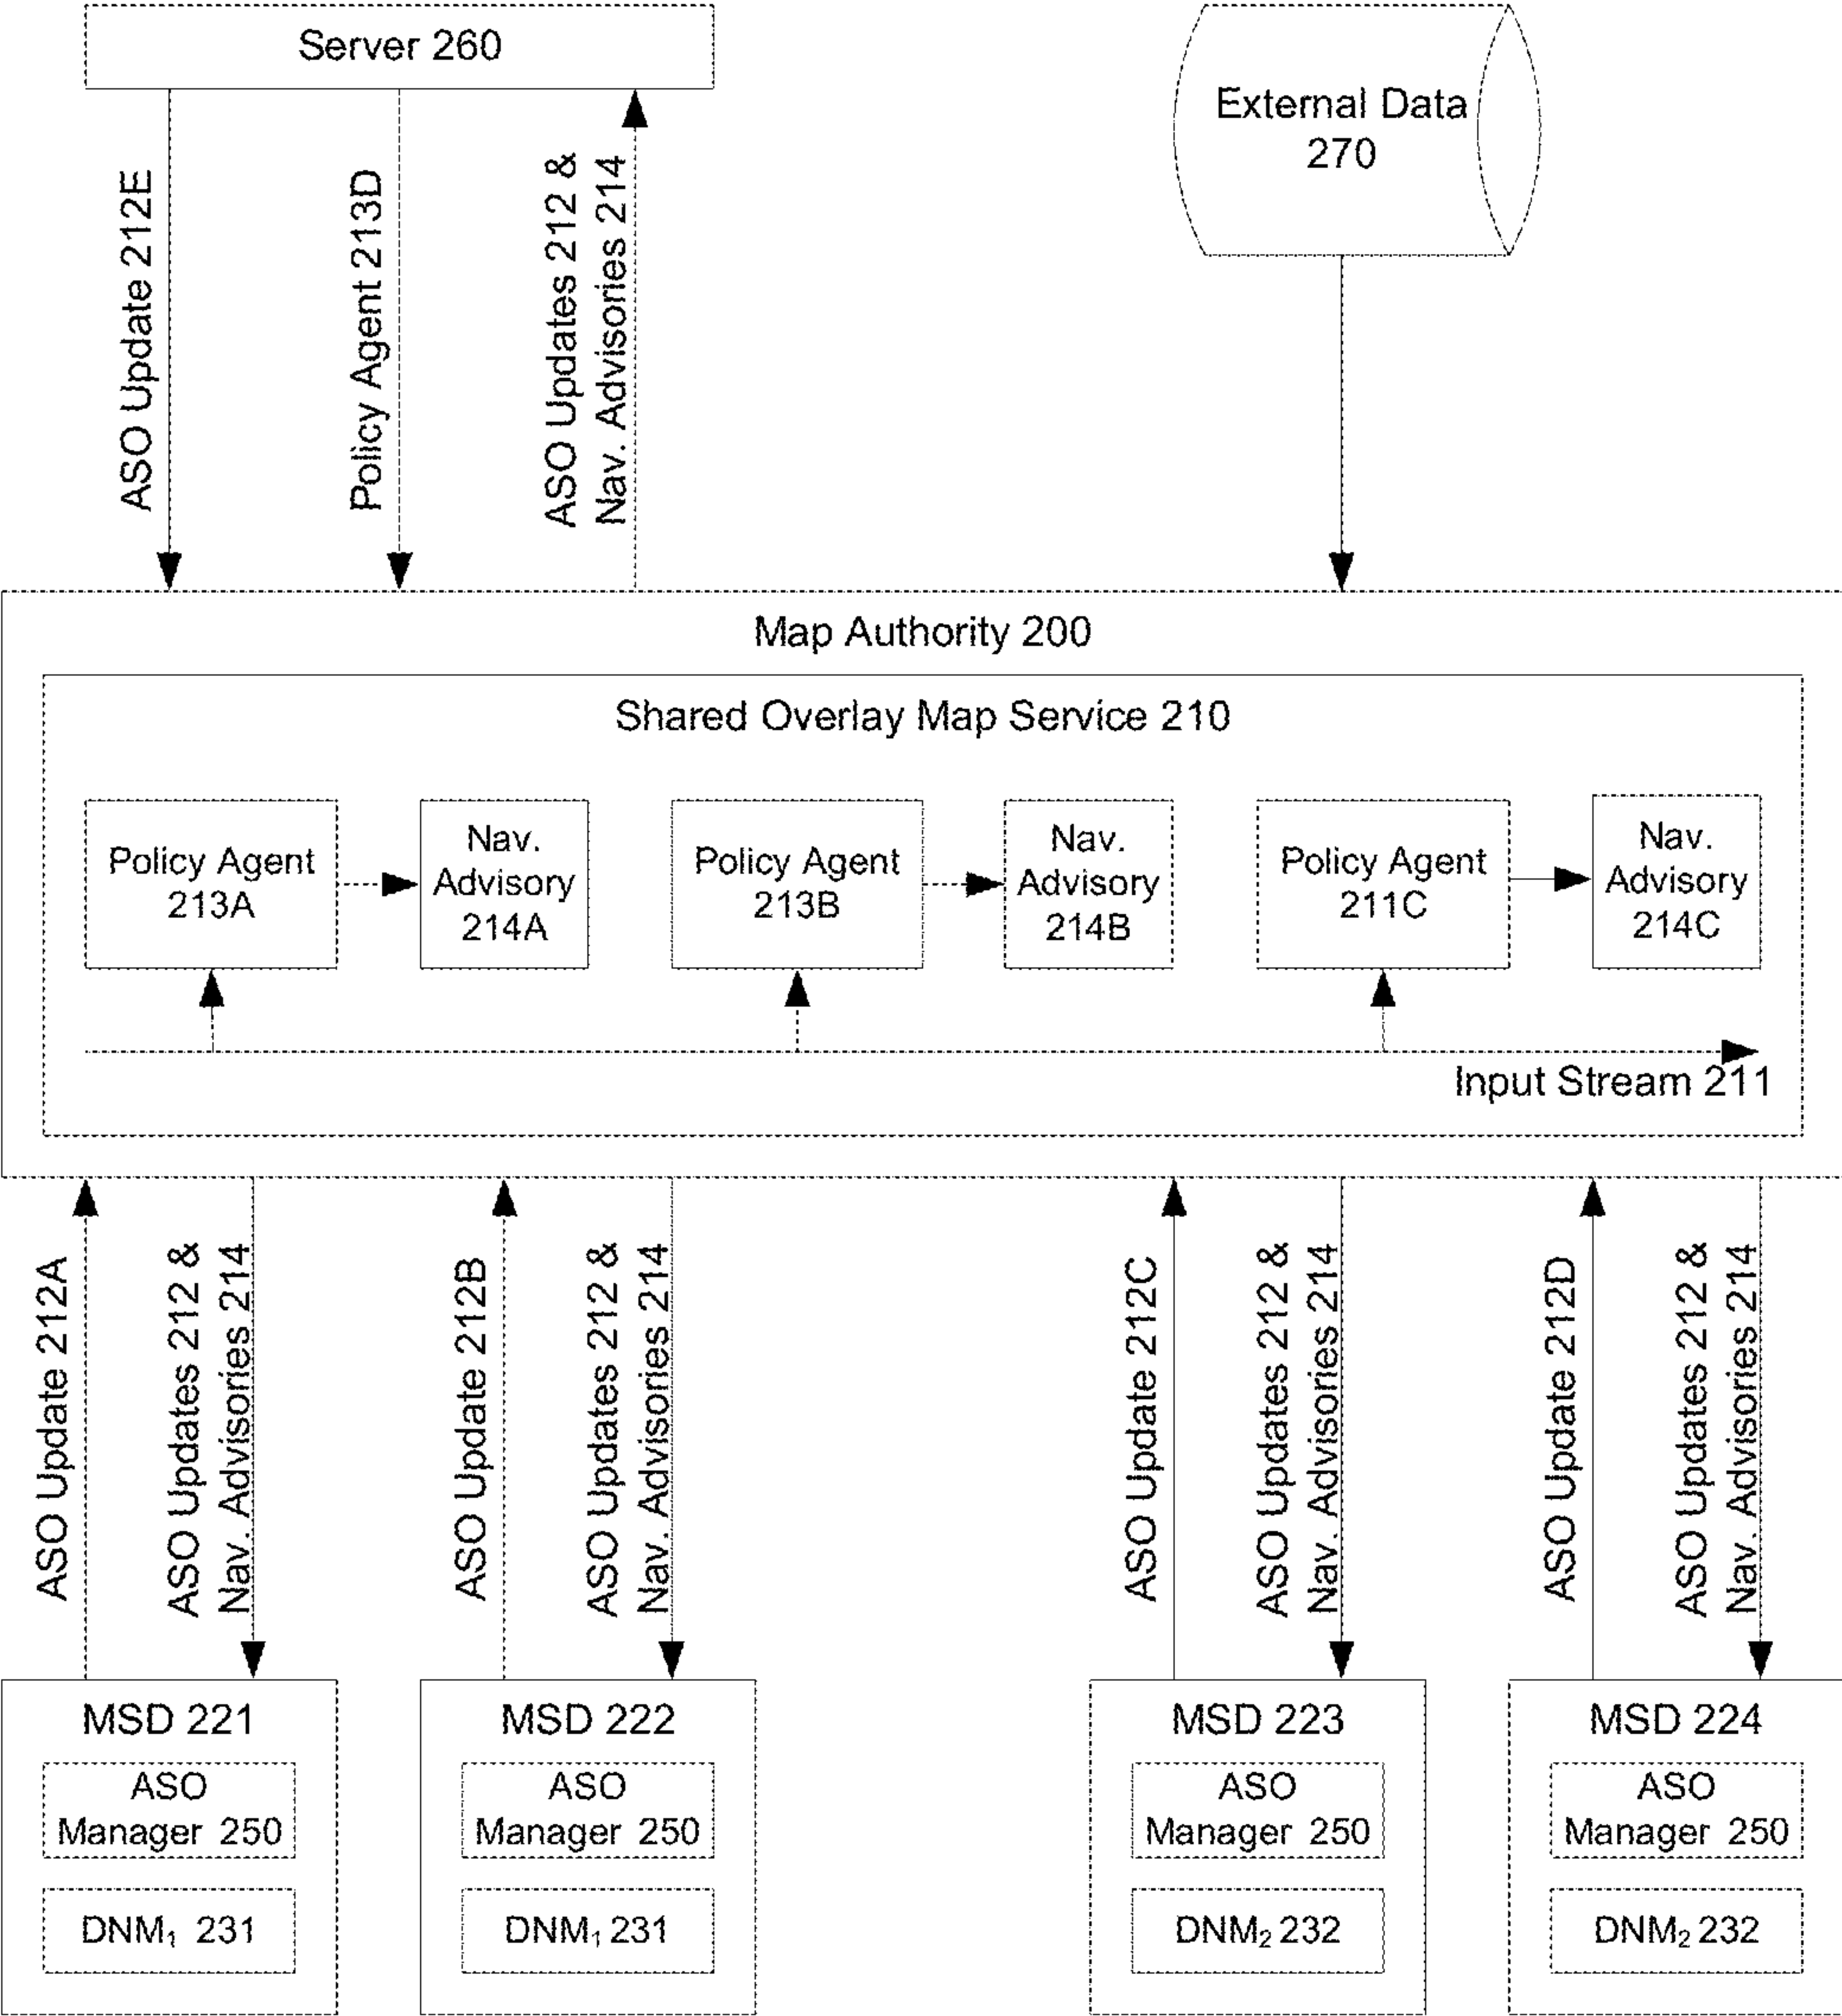 Server 260
External Data
270
ASO Update 212E
Policy Agent 213D
ASO Updates 212 &
Nav. Advisories 214
Map Authority 200
Shared Overlay Map Service 210
Policy Agent
213A
Nav.
Advisory
214A
Policy Agent
213B
Nav.
Advisory
214B
Policy Agent
211C
Nav.
Advisory
214C
Input Stream 211
ASO Update 212A
ASO Updates 212 &
Nav. Advisories 214
ASO Update 212B
ASO Updates 212 &
Nav. Advisories 214
ASO Update 212C
ASO Updates 212 &
Nav. Advisories 214
ASO Update 212D
ASO Updates 212 &
Nav. Advisories 214
MSD 221
ASO
Manager 250
DNM₁ 231
MSD 222
ASO
Manager 250
DNM₁ 231
MSD 223
ASO
Manager 250
DNM₂ 232
MSD 224
ASO
Manager 250
DNM₂ 232